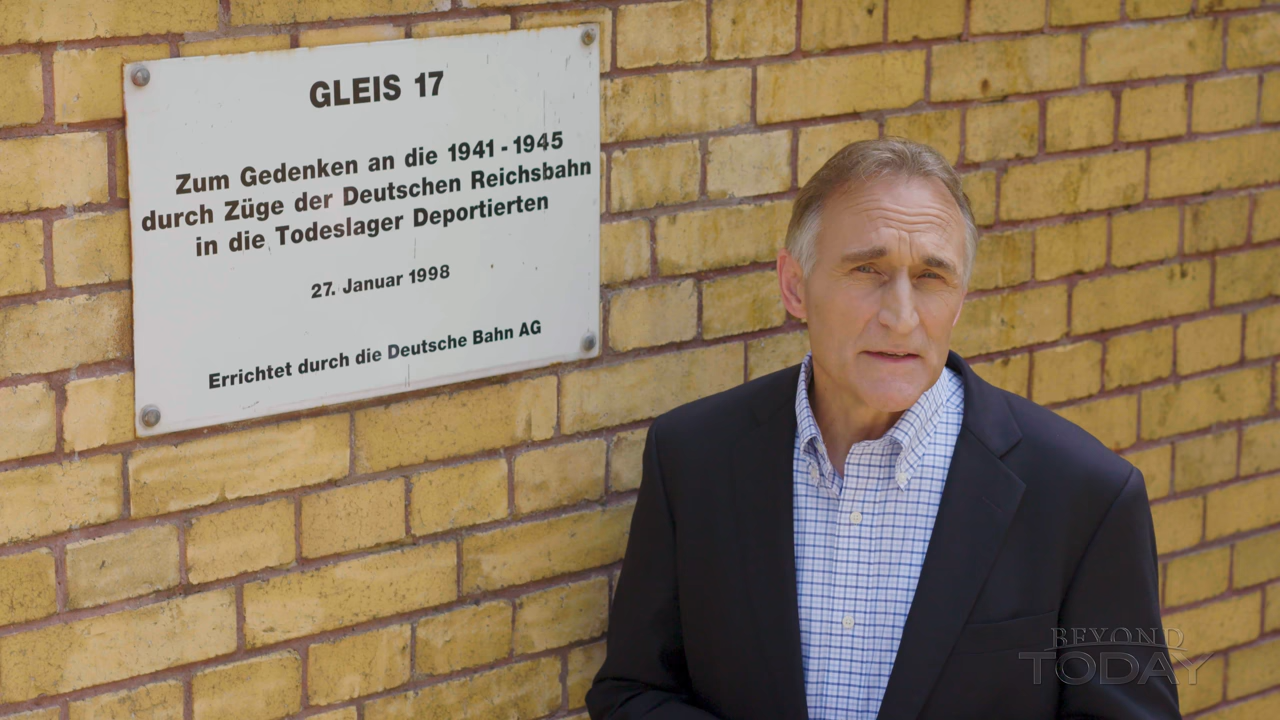 GLEIS 17
Zum Gedenken an die 1941 - 1945
durch Züge der Deutschen Reichsbahn
in die Todeslager Deportierten
27. Januar 1998
Errichtet durch die Deutsche Bahn AG
BEYOND
TODAY